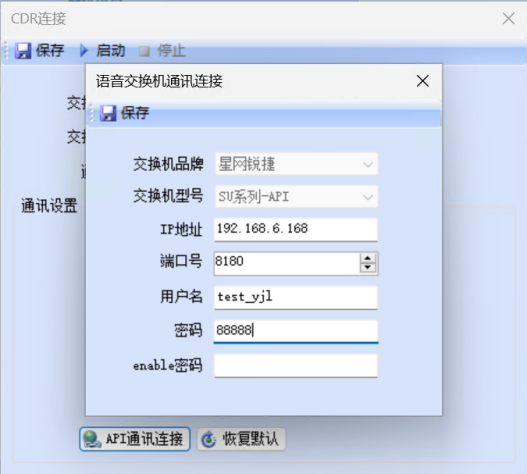 CDR连接
保存 启动 停止
语音交换机通讯连接
保存
交换机品牌 星网锐捷
交换机型号 SU系列-API
IP地址 192.168.6.168
端口号 8180
用户名 test_yjl
密码 88888
enable密码
交
交
通讯设置
API通讯连接 恢复默认